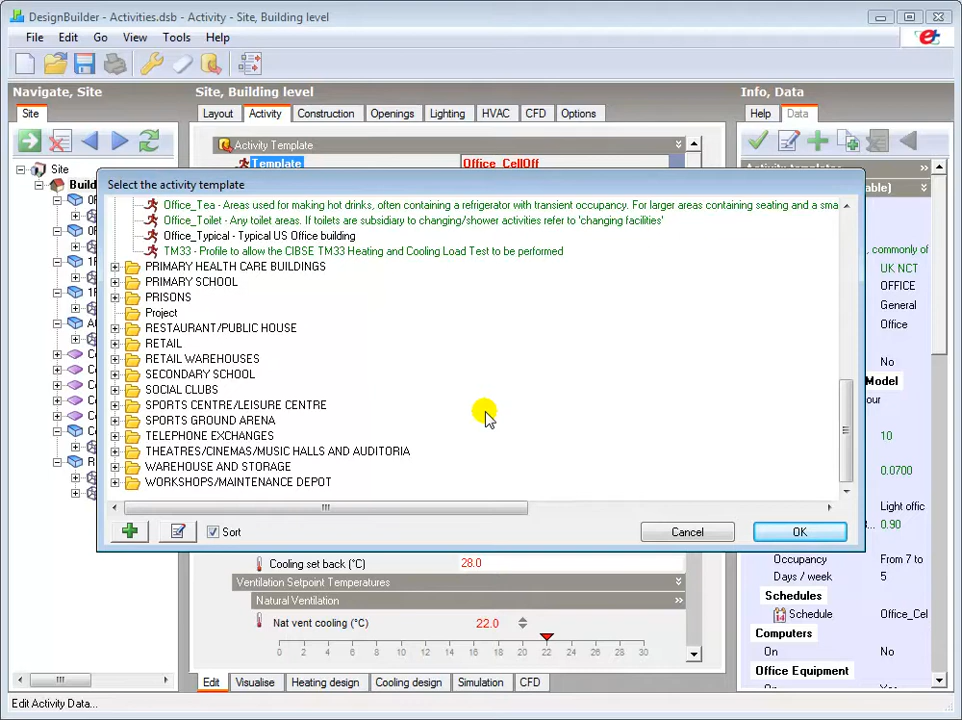 DesignBuilder - Activities.dsb - Activity - Site, Building level
File Edit Go View Tools Help
Navigate, Site
Site
Site, Building level
Layout Activity Construction Openings Lighting HVAC CFD Options
Info, Data
Help Data
Activity Template
Template Office_CellOff
Site
Build
Select the activity template
Office_Tea - Areas used for making hot drinks, often containing a refrigerator with transient occupancy. For larger areas containing seating and a sma
Office_Toilet - Any toilet areas. If toilets are subsidiary to changing/shower activities refer to 'changing facilities'
Office_Typical - Typical US Office building
TM33 - Profile to allow the CIBSE TM33 Heating and Cooling Load Test to be performed
PRIMARY HEALTH CARE BUILDINGS
PRIMARY SCHOOL
PRISONS
Project
RESTAURANT/PUBLIC HOUSE
RETAIL
RETAIL WAREHOUSES
SECONDARY SCHOOL
SOCIAL CLUBS
SPORTS CENTRE/LEISURE CENTRE
SPORTS GROUND ARENA
TELEPHONE EXCHANGES
THEATRES/CINEMAS/MUSIC HALLS AND AUDITORIA
WAREHOUSE AND STORAGE
WORKSHOPS/MAINTENANCE DEPOT
Sort
Cancel
OK
able)
, commonly of
UK NCT
OFFICE
General
Office
No
Model
our
10
0.0700
Light offic
0.90
Occupancy From 7 to
Days / week 5
Schedules
Schedule Office_Cel
Computers
On No
Office Equipment
Cooling set back (°C) 28.0
Ventilation Setpoint Temperatures
Natural Ventilation
Nat vent cooling (°C) 22.0
0 2 4 6 8 10 12 14 16 18 20 22 24 26 28 30
Edit Visualise Heating design Cooling design Simulation CFD
Edit Activity Data...